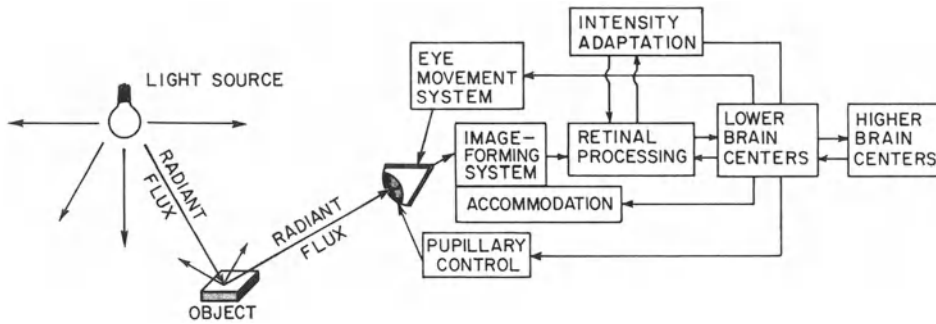 LIGHT SOURCE
RADIANT
FLUX
OBJECT
RADIANT
FLUX
EYE
MOVEMENT
SYSTEM
INTENSITY
ADAPTATION
IMAGE-
FORMING
SYSTEM
ACCOMMODATION
RETINAL
PROCESSING
LOWER
BRAIN
CENTERS
HIGHER
BRAIN
CENTERS
PUPILLARY
CONTROL